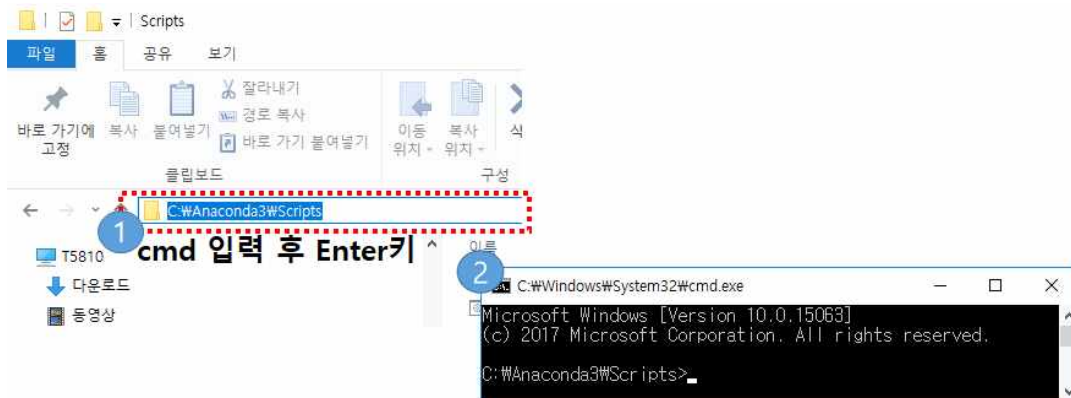 Scripts
파일 홈 공유 보기
바로 가기에 고정
복사
붙여넣기
잘라내기
경로 복사
바로 가기 붙여넣기
클립보드
이동 위치
복사 위치
구성
C:₩Anaconda3₩Scripts
1
cmd 입력 후 Enter키
T5810
다운로드
동영상
이름
2
C:₩Windows₩System32₩cmd.exe
Microsoft Windows [Version 10.0.15063]
(c) 2017 Microsoft Corporation. All rights reserved.
C:₩Anaconda3₩Scripts>